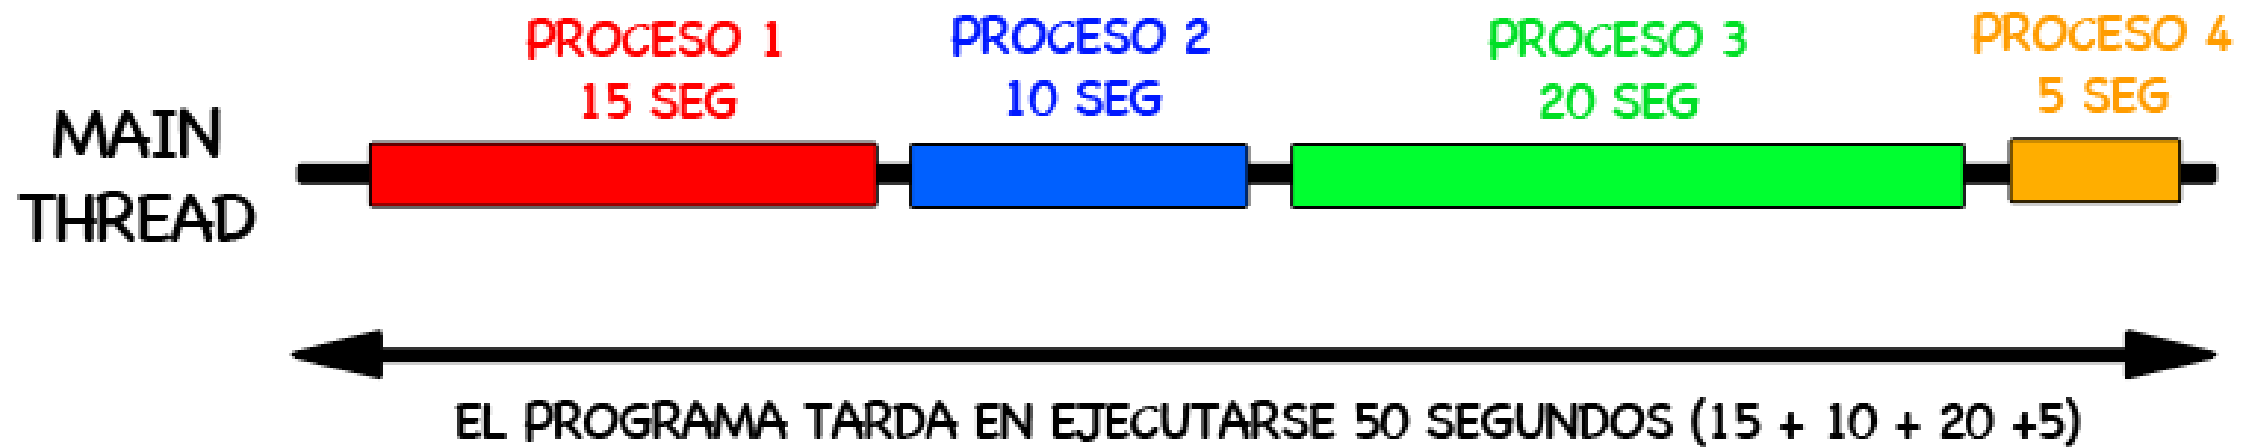 PROCESO 1
15 SEG
PROCESO 2
10 SEG
PROCESO 3
20 SEG
PROCESO 4
5 SEG
MAIN
THREAD
EL PROGRAMA TARDA EN EJECUTARSE 50 SEGUNDOS (15 + 10 + 20 +5)